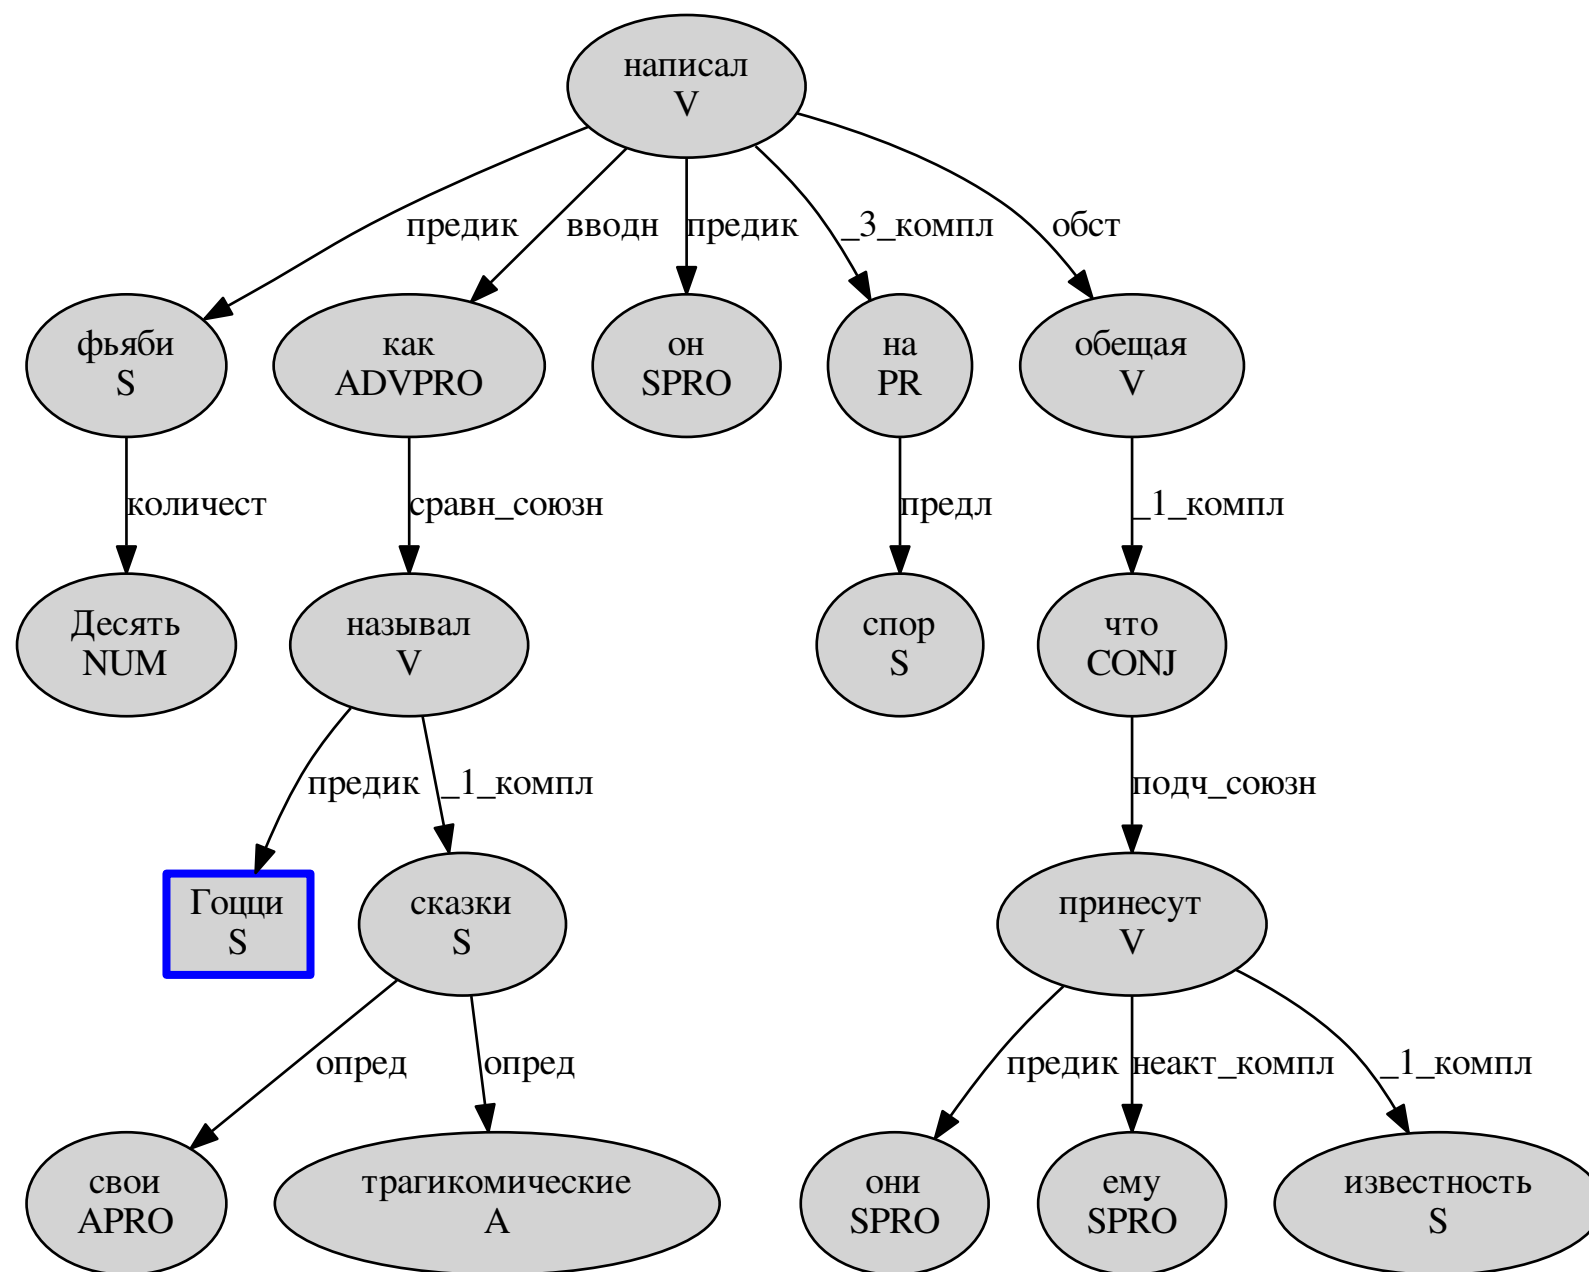 написал
V
предик
вводн
предик
_3_компл
обст
фьяби
S
как
ADVPRO
он
SPRO
на
PR
обещая
V
количест
сравн_союзн
предл
_1_компл
Десять
NUM
называл
V
спор
S
что
CONJ
предик
_1_компл
подч_союзн
Гоцци
S
сказки
S
принесут
V
опред
опред
предик
неакт_компл
_1_компл
свои
APRO
трагикомические
A
они
SPRO
ему
SPRO
известность
S